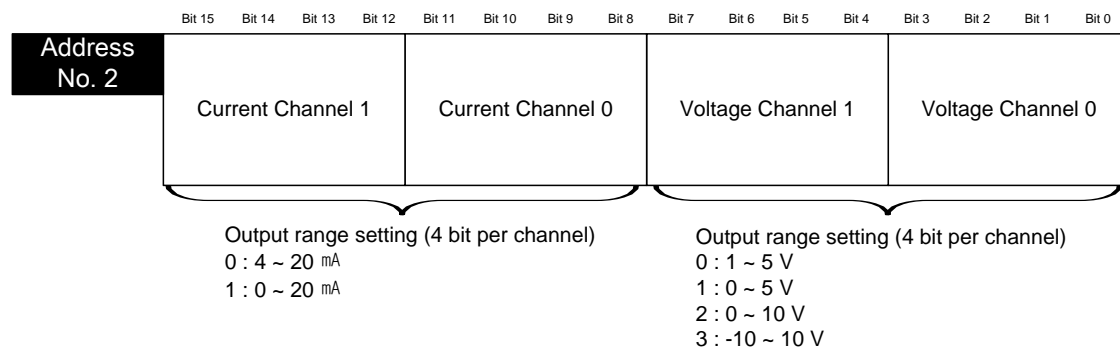 Bit 15 Bit 14 Bit 13 Bit 12 Bit 11 Bit 10 Bit 9 Bit 8 Bit 7 Bit 6 Bit 5 Bit 4 Bit 3 Bit 2 Bit 1 Bit 0
Address
No. 2
Current Channel 1 Current Channel 0 Voltage Channel 1 Voltage Channel 0
Output range setting (4 bit per channel)
0 : 4 ~ 20 ㎃
1 : 0 ~ 20 ㎃
Output range setting (4 bit per channel)
0 : 1 ~ 5 V
1 : 0 ~ 5 V
2 : 0 ~ 10 V
3 : -10 ~ 10 V